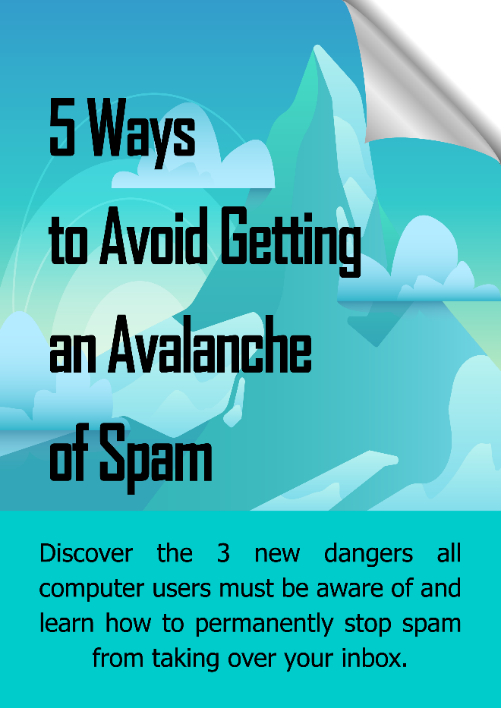 5 Ways
to Avoid Getting
an Avalanche
of Spam
Discover the 3 new dangers all
computer users must be aware of and
learn how to permanently stop spam
from taking over your inbox.